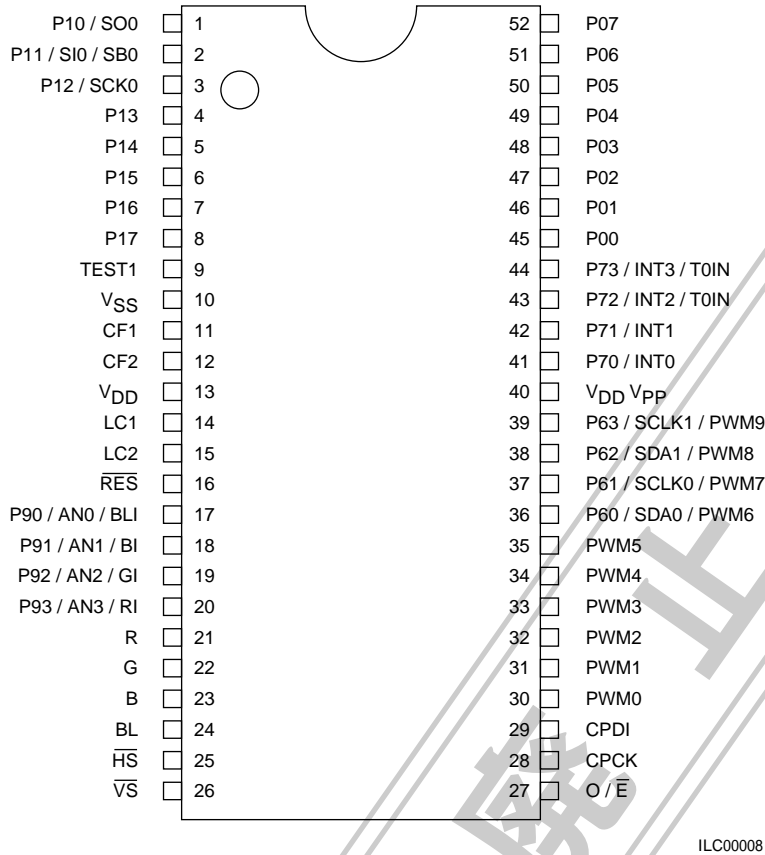 P10 / SO0 1 52 P07
P11 / SI0 / SB0 2 51 P06
P12 / SCK0 3 50 P05
P13 4 49 P04
P14 5 48 P03
P15 6 47 P02
P16 7 46 P01
P17 8 45 P00
TEST1 9 44 P73 / INT3 / T0IN
VSS 10 43 P72 / INT2 / T0IN
CF1 11 42 P71 / INT1
CF2 12 41 P70 / INT0
VDD 13 40 VDD VPP
LC1 14 39 P63 / SCLK1 / PWM9
LC2 15 38 P62 / SDA1 / PWM8
R̅E̅S̅ 16 37 P61 / SCLK0 / PWM7
P90 / AN0 / BLI 17 36 P60 / SDA0 / PWM6
P91 / AN1 / BI 18 35 PWM5
P92 / AN2 / GI 19 34 PWM4
P93 / AN3 / RI 20 33 PWM3
R 21 32 PWM2
G 22 31 PWM1
B 23 30 PWM0
BL 24 29 CPDI
H̅S̅ 25 28 CPCK
V̅S̅ 26 27 O / E̅
廃止
ILC00008